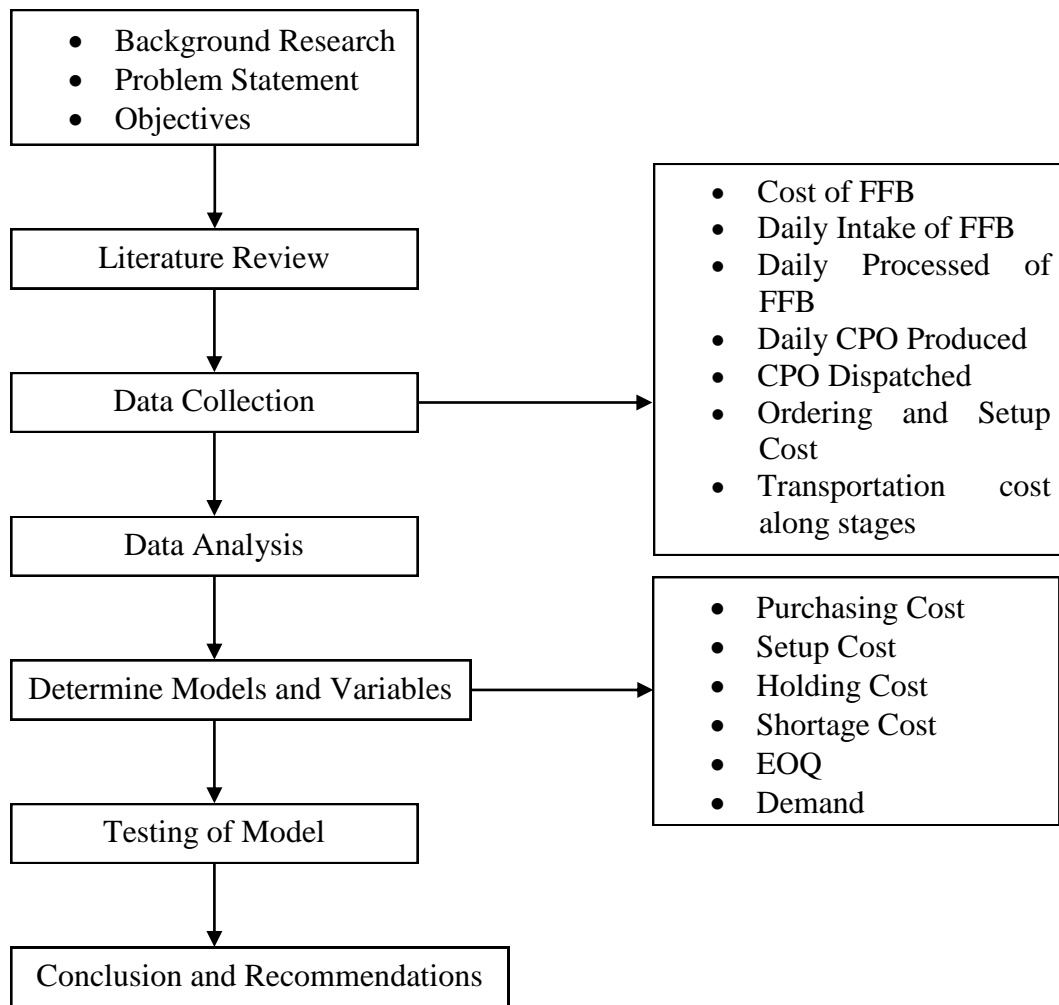 • Background Research
• Problem Statement
• Objectives
Literature Review
Data Collection
• Cost of FFB
• Daily Intake of FFB
• Daily Processed of
FFB
• Daily CPO Produced
• CPO Dispatched
• Ordering and Setup
Cost
• Transportation cost
along stages
Data Analysis
Determine Models and Variables
• Purchasing Cost
• Setup Cost
• Holding Cost
• Shortage Cost
• EOQ
• Demand
Testing of Model
Conclusion and Recommendations